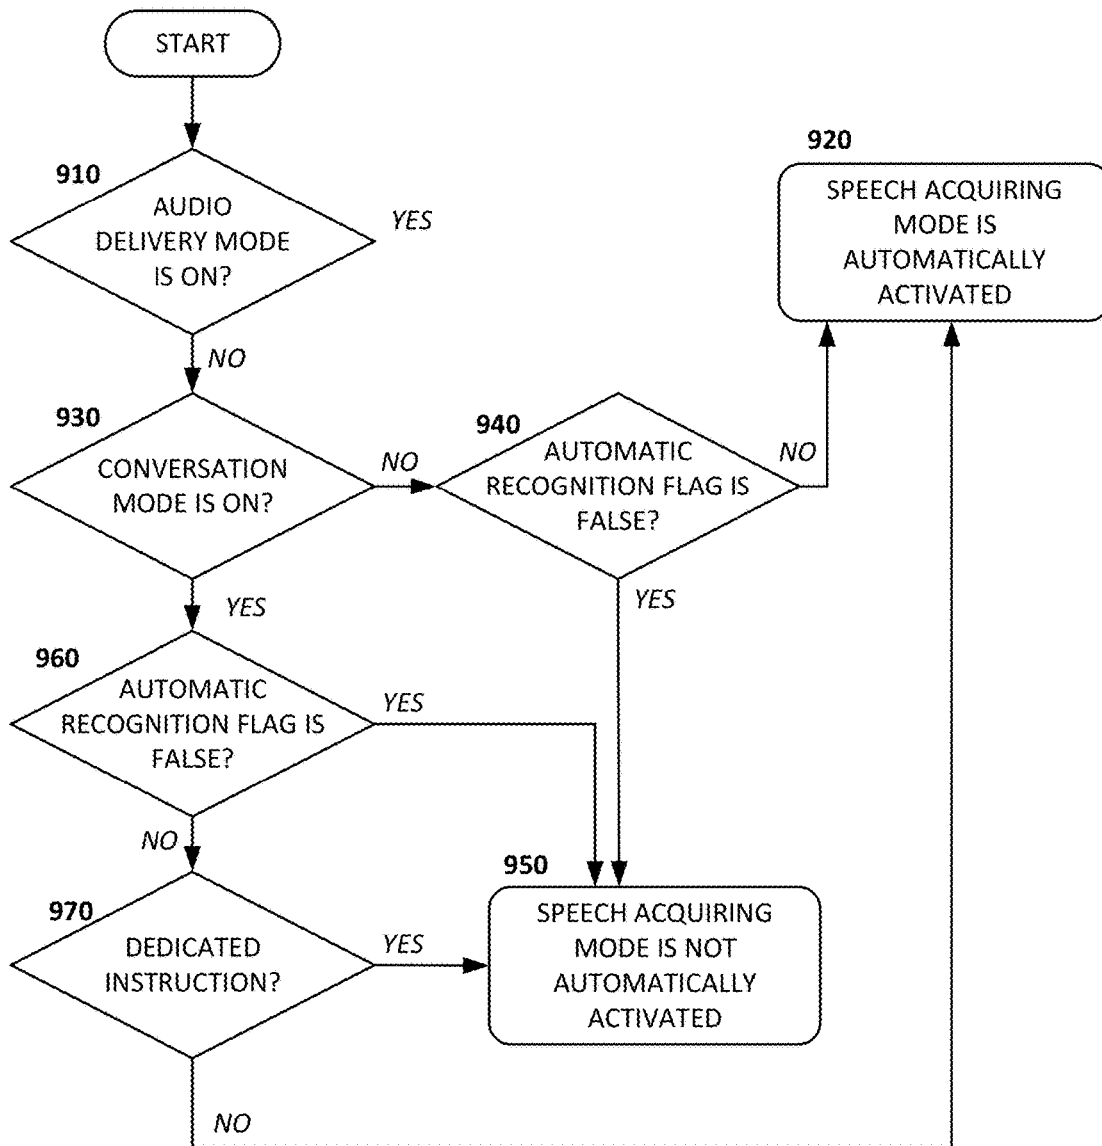 START
910
AUDIO
DELIVERY MODE
IS ON?
YES
920
SPEECH ACQUIRING
MODE IS
AUTOMATICALLY
ACTIVATED
NO
930
CONVERSATION
MODE IS ON?
NO
940
AUTOMATIC
RECOGNITION FLAG IS
FALSE?
NO
YES
YES
960
AUTOMATIC
RECOGNITION FLAG IS
FALSE?
YES
NO
950
SPEECH ACQUIRING
MODE IS NOT
AUTOMATICALLY
ACTIVATED
970
DEDICATED
INSTRUCTION?
YES
NO